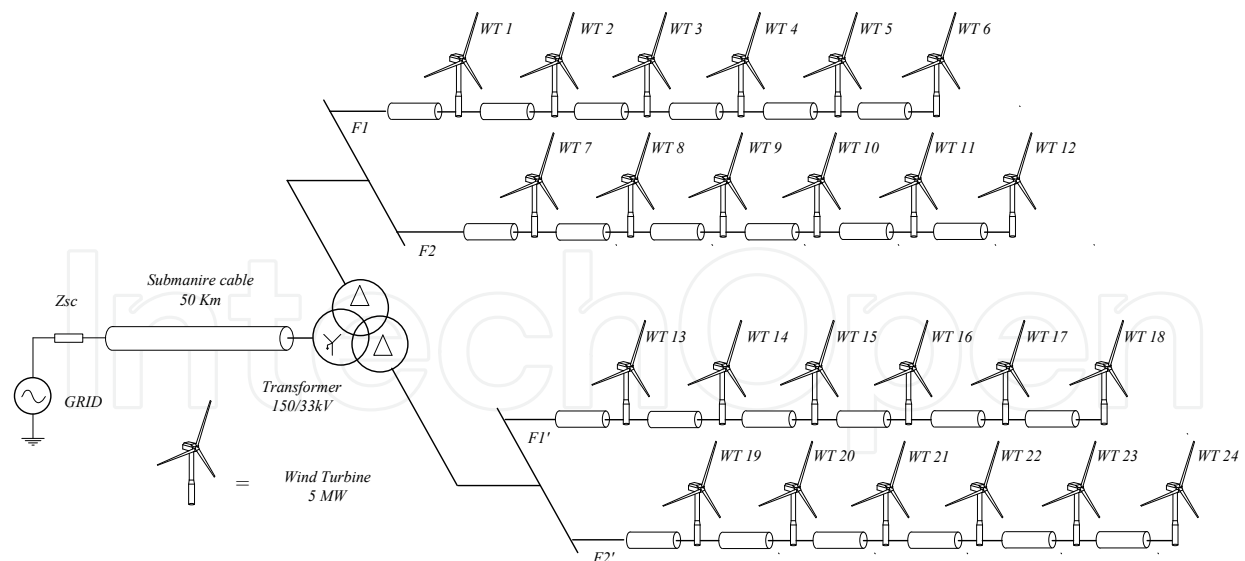 WT 1 WT 2 WT 3 WT 4 WT 5 WT 6
F1
WT 7 WT 8 WT 9 WT 10 WT 11 WT 12
F2
Submanire cable
50 Km
Zsc
GRID
Transformer
150/33kV
= Wind Turbine
5 MW
WT 13 WT 14 WT 15 WT 16 WT 17 WT 18
F1'
WT 19 WT 20 WT 21 WT 22 WT 23 WT 24
F2'
IntechOpen